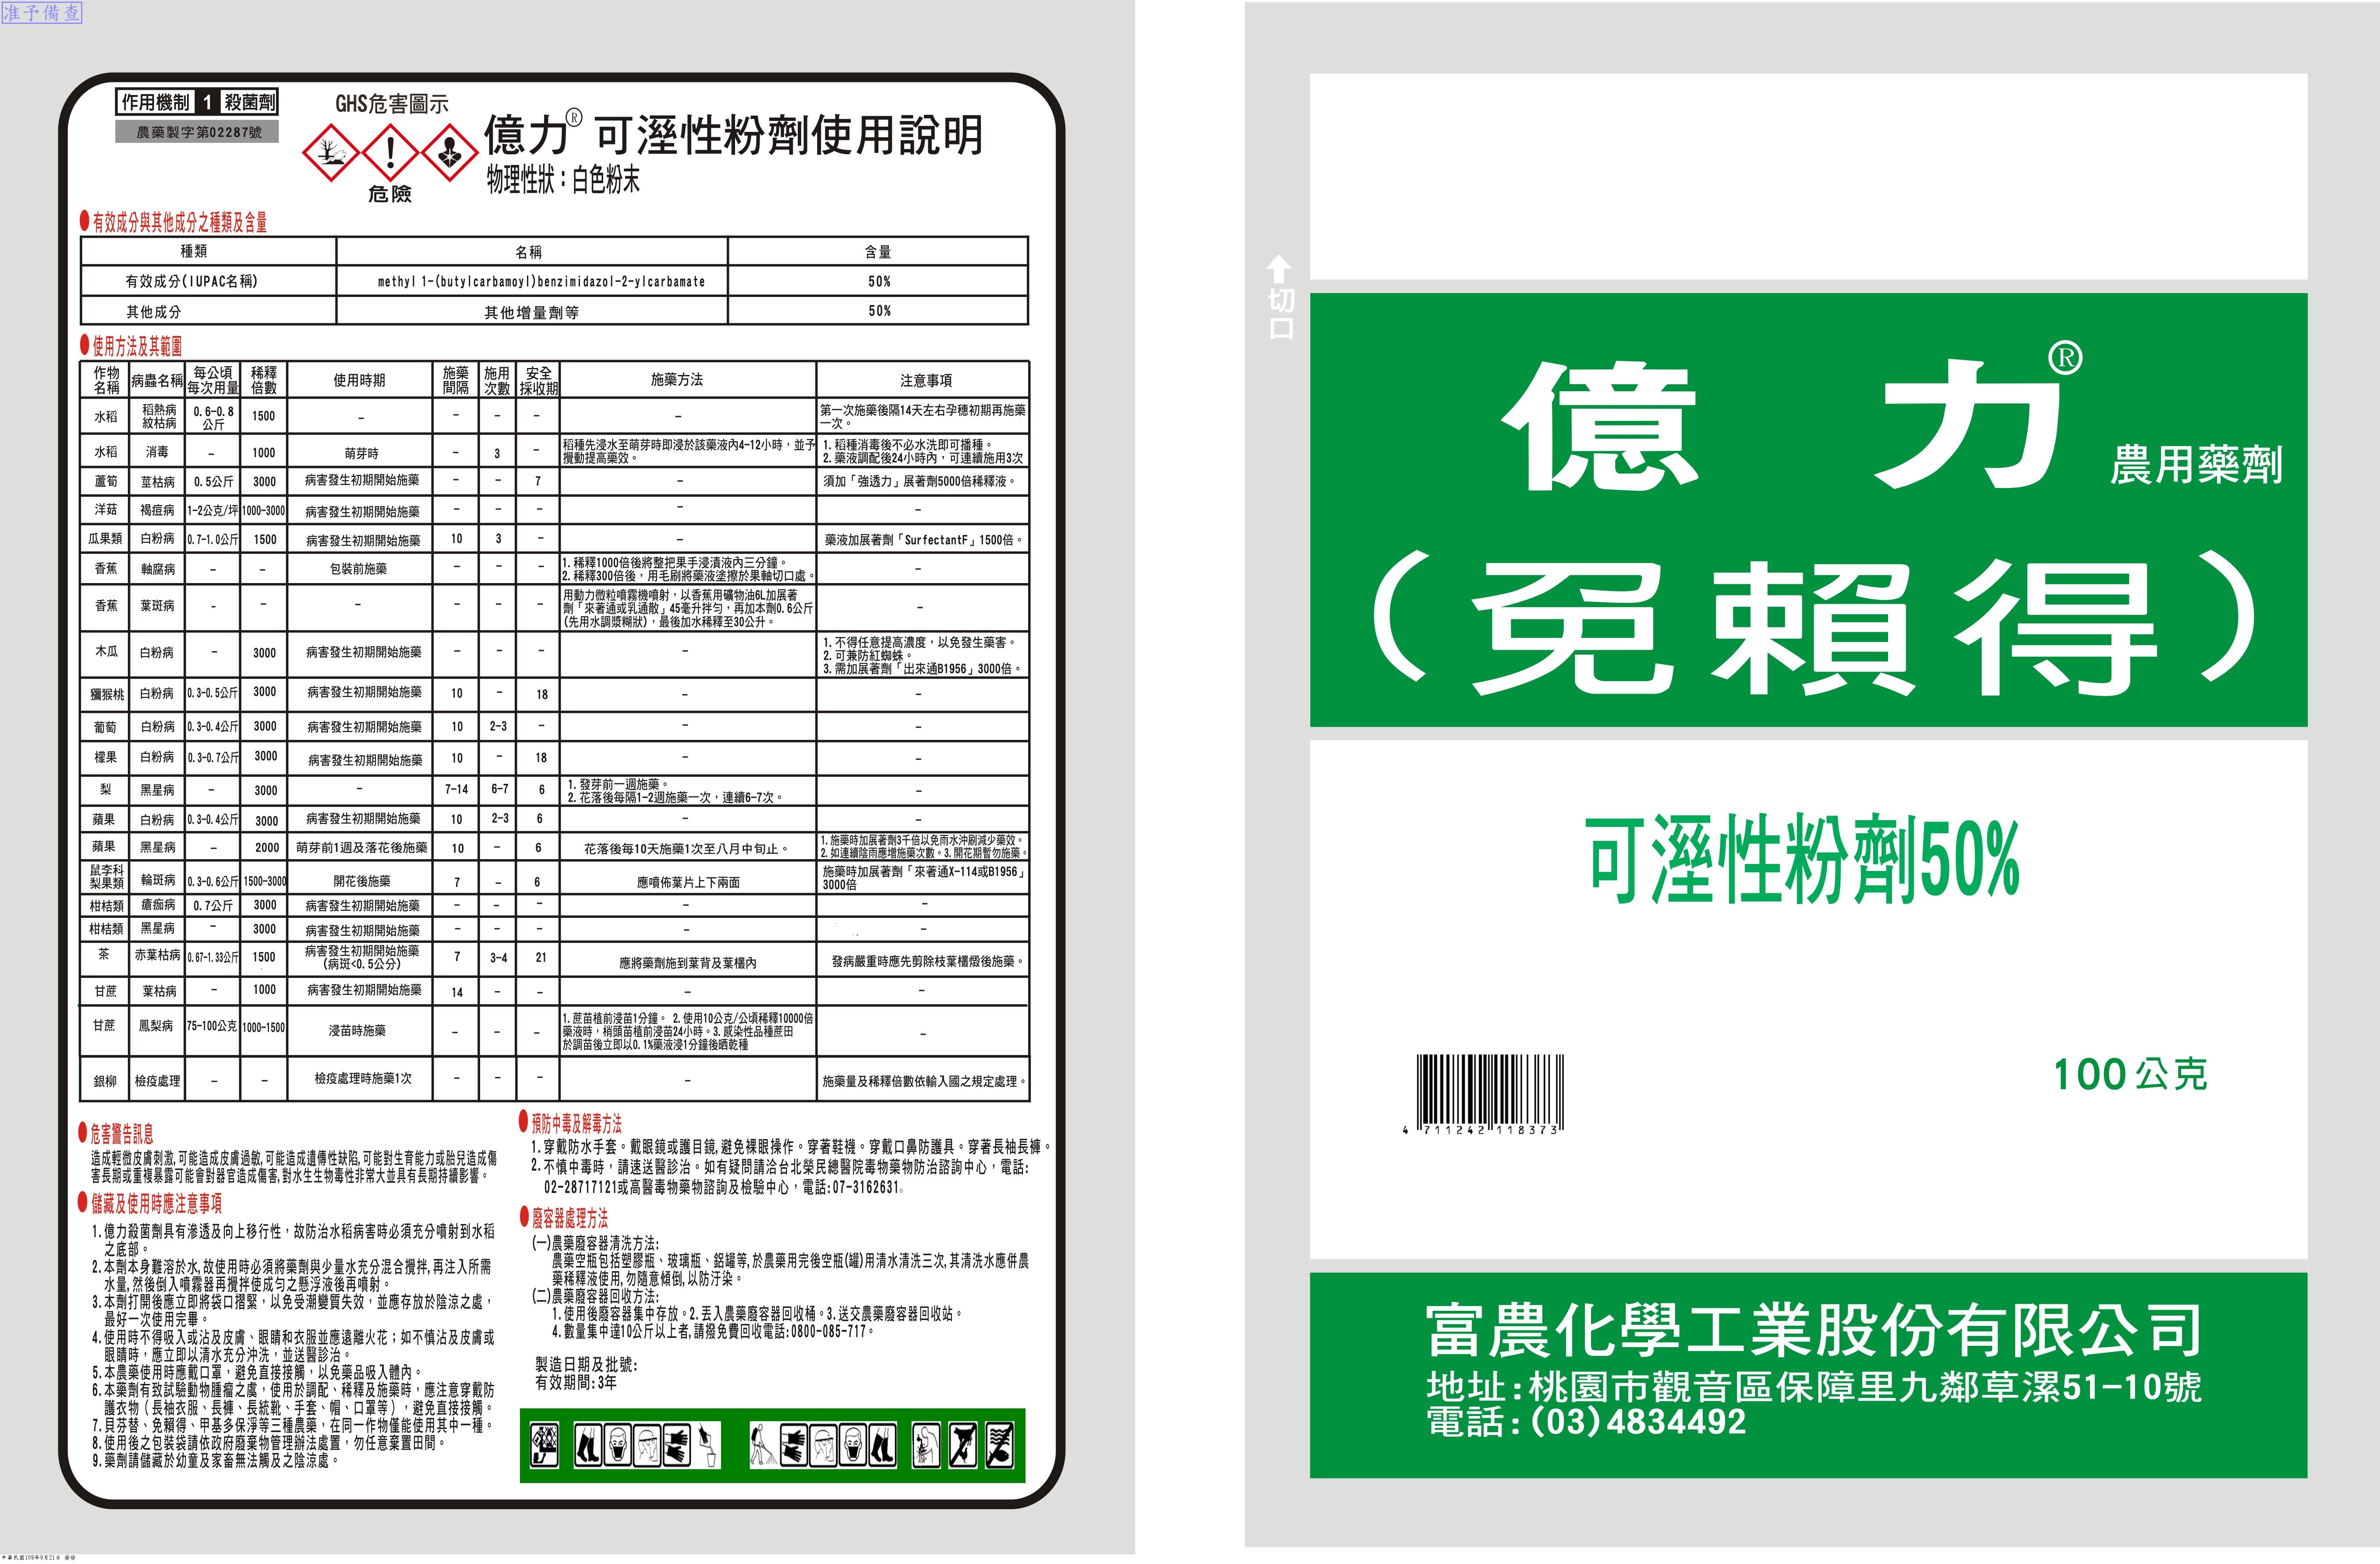 准予備查
作用機制 1 殺菌劑
農藥製字第02287號
GHS危害圖示
危險
億力® 可溼性粉劑使用說明
物理性狀：白色粉末
有效成分與其他成分之種類及含量
種類 名稱 含量
有效成分(IUPAC名稱) methyl 1-(butylcarbamoyl)benzimidazol-2-ylcarbamate 50%
其他成分 其他增量劑等 50%
使用方法及其範圍
作物名稱 病蟲名稱 每公頃每次用量 稀釋倍數 使用時期 施藥間隔 施用次數 安全採收期 施藥方法 注意事項
水稻 稻熱病紋枯病 0.6-0.8公斤 1500 - - - - - 第一次施藥後隔14天左右孕穗初期再施藥一次。
水稻 消毒 - 1000 萌芽時 - 3 - 稻種先浸水至萌芽時即浸於該藥液內4-12小時，並予攪動提高藥效。 1.稻種消毒後不必水洗即可播種。 2.藥液調配後24小時內，可連續施用3次
蘆筍 莖枯病 0.5公斤 3000 病害發生初期開始施藥 - - 7 - 須加「強透力」展著劑5000倍稀釋液。
洋菇 褐痘病 1-2公克/坪 1000-3000 病害發生初期開始施藥 - - - - -
瓜果類 白粉病 0.7-1.0公斤 1500 病害發生初期開始施藥 10 3 - - 藥液加展著劑「SurfectantF」1500倍。
香蕉 軸腐病 - - 包裝前施藥 - - - 1.稀釋1000倍後將整把果手浸漬液內三分鐘。 2.稀釋300倍後，用毛刷將藥液塗擦於果軸切口處。 -
香蕉 葉斑病 - - - - - - 用動力微粒噴霧機噴射，以香蕉用礦物油6L加展著劑「來著通或乳通散」45毫升拌勻，再加本劑0.6公斤(先用水調漿糊狀)，最後加水稀釋至30公升。 -
木瓜 白粉病 - 3000 病害發生初期開始施藥 - - - - 1.不得任意提高濃度，以免發生藥害。 2.可兼防紅蜘蛛。 3.需加展著劑「出來通B1956」3000倍。
獼猴桃 白粉病 0.3-0.5公斤 3000 病害發生初期開始施藥 10 - 18 - -
葡萄 白粉病 0.3-0.4公斤 3000 病害發生初期開始施藥 10 2-3 - - -
檬果 白粉病 0.3-0.7公斤 3000 病害發生初期開始施藥 10 - 18 - -
梨 黑星病 - 3000 - 7-14 6-7 6 1.發芽前一週施藥。 2.花落後每隔1-2週施藥一次，連續6-7次。 -
蘋果 白粉病 0.3-0.4公斤 3000 病害發生初期開始施藥 10 2-3 6 - -
蘋果 黑星病 - 2000 萌芽前1週及落花後施藥 10 - 6 花落後每10天施藥1次至八月中旬止。 1.施藥時加展著劑3千倍以免雨水沖刷減少藥效。 2.如連續陰雨應增施藥次數。3.開花期暫勿施藥。
鼠李科梨果類 輪斑病 0.3-0.6公斤 1500-3000 開花後施藥 7 - 6 應噴佈葉片上下兩面 施藥時加展著劑「來著通X-114或B1956」3000倍
柑桔類 瘡痂病 0.7公斤 3000 病害發生初期開始施藥 - - - - -
柑桔類 黑星病 - 3000 病害發生初期開始施藥 - - - - -
茶 赤葉枯病 0.67-1.33公斤 1500 病害發生初期開始施藥(病斑<0.5公分) 7 3-4 21 應將藥劑施到葉背及葉欉內 發病嚴重時應先剪除枝葉欉燬後施藥。
甘蔗 葉枯病 - 1000 病害發生初期開始施藥 14 - - - -
甘蔗 鳳梨病 75-100公克 1000-1500 浸苗時施藥 - - - 1.蔗苗植前浸苗1分鐘。 2.使用10公克/公頃稀釋10000倍藥液時，梢頭苗植前浸苗24小時。3.感染性品種蔗田於調苗後立即以0.1%藥液浸1分鐘後晒乾種 -
銀柳 檢疫處理 - - 檢疫處理時施藥1次 - - - - 施藥量及稀釋倍數依輸入國之規定處理。
危害警告訊息
造成輕微皮膚刺激,可能造成皮膚過敏,可能造成遺傳性缺陷,可能對生育能力或胎兒造成傷
害長期或重複暴露可能會對器官造成傷害,對水生生物毒性非常大並具有長期持續影響。
儲藏及使用時應注意事項
1.億力殺菌劑具有滲透及向上移行性，故防治水稻病害時必須充分噴射到水稻
之底部。
2.本劑本身難溶於水,故使用時必須將藥劑與少量水充分混合攪拌,再注入所需
水量,然後倒入噴霧器再攪拌使成勻之懸浮液後再噴射。
3.本劑打開後應立即將袋口摺緊，以免受潮變質失效，並應存放於陰涼之處，
最好一次使用完畢。
4.使用時不得吸入或沾及皮膚、眼睛和衣服並應遠離火花；如不慎沾及皮膚或
眼睛時，應立即以清水充分沖洗，並送醫診治。
5.本農藥使用時應戴口罩，避免直接接觸，以免藥品吸入體內。
6.本藥劑有致試驗動物腫瘤之虞，使用於調配、稀釋及施藥時，應注意穿戴防
護衣物（長袖衣服、長褲、長統靴、手套、帽、口罩等），避免直接接觸。
7.貝芬替、免賴得、甲基多保淨等三種農藥，在同一作物僅能使用其中一種。
8.使用後之包裝袋請依政府廢棄物管理辦法處置，勿任意棄置田間。
9.藥劑請儲藏於幼童及家畜無法觸及之陰涼處。
預防中毒及解毒方法
1.穿戴防水手套。戴眼鏡或護目鏡,避免裸眼操作。穿著鞋襪。穿戴口鼻防護具。穿著長袖長褲。
2.不慎中毒時，請速送醫診治。如有疑問請洽台北榮民總醫院毒物藥物防治諮詢中心，電話:
02-28717121或高醫毒物藥物諮詢及檢驗中心，電話:07-3162631。
廢容器處理方法
(一)農藥廢容器清洗方法:
農藥空瓶包括塑膠瓶、玻璃瓶、鋁罐等,於農藥用完後空瓶(罐)用清水清洗三次,其清洗水應併農
藥稀釋液使用,勿隨意傾倒,以防汙染。
(二)農藥廢容器回收方法:
1.使用後廢容器集中存放。2.丟入農藥廢容器回收桶。3.送交農藥廢容器回收站。
4.數量集中達10公斤以上者,請撥免費回收電話:0800-085-717。
製造日期及批號:
有效期間:3年
中華民國109年9月21日 簽發
切口
億力®
農用藥劑
（免賴得）
可溼性粉劑50%
100公克
4 711242 118373
富農化學工業股份有限公司
地址:桃園市觀音區保障里九鄰草漯51-10號
電話:(03)4834492